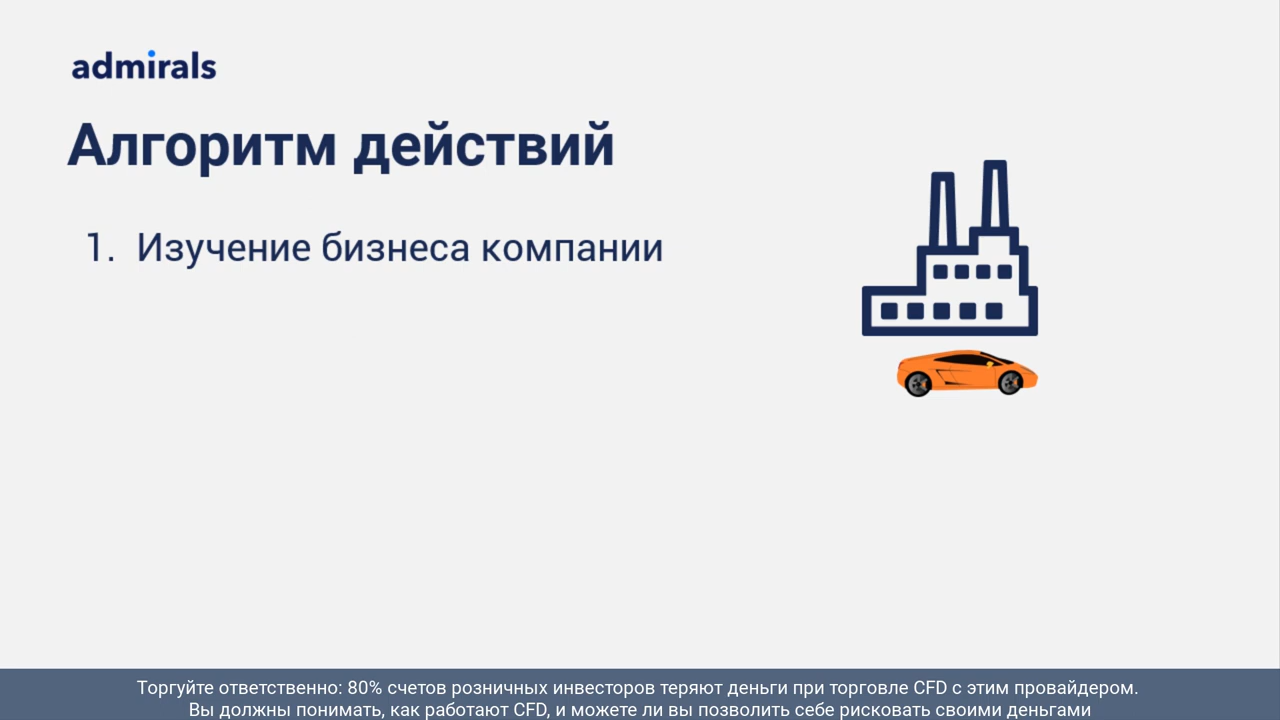 admirals
Алгоритм действий
1. Изучение бизнеса компании
Торгуйте ответственно: 80% счетов розничных инвесторов теряют деньги при торговле CFD с этим провайдером.
Вы должны понимать, как работают CFD, и можете ли вы позволить себе рисковать своими деньгами